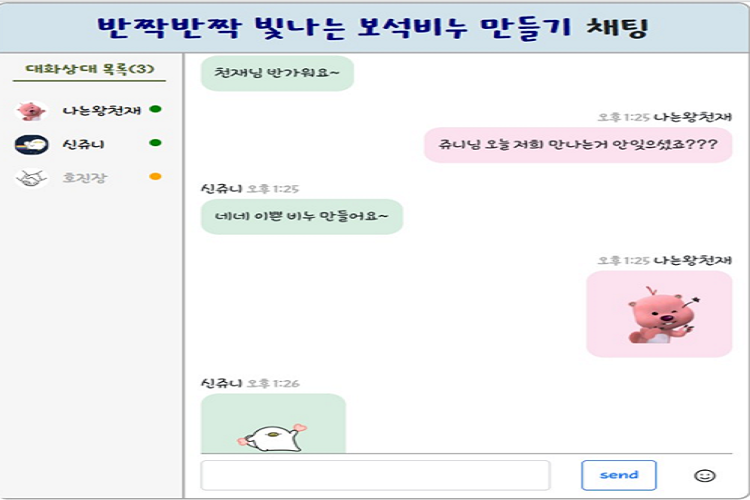 반짝반짝 빛나는 보석비누 만들기 채팅
대화상대 목록(3)
나는왕천재
신쥬니
호진장
천재님 반가워요~
오후 1:25 나는왕천재
쥬니님 오늘 저희 만나는거 안잊으셨죠???
신쥬니 오후 1:25
네네 이쁜 비누 만들어요~
오후 1:25 나는왕천재
신쥬니 오후 1:26
send